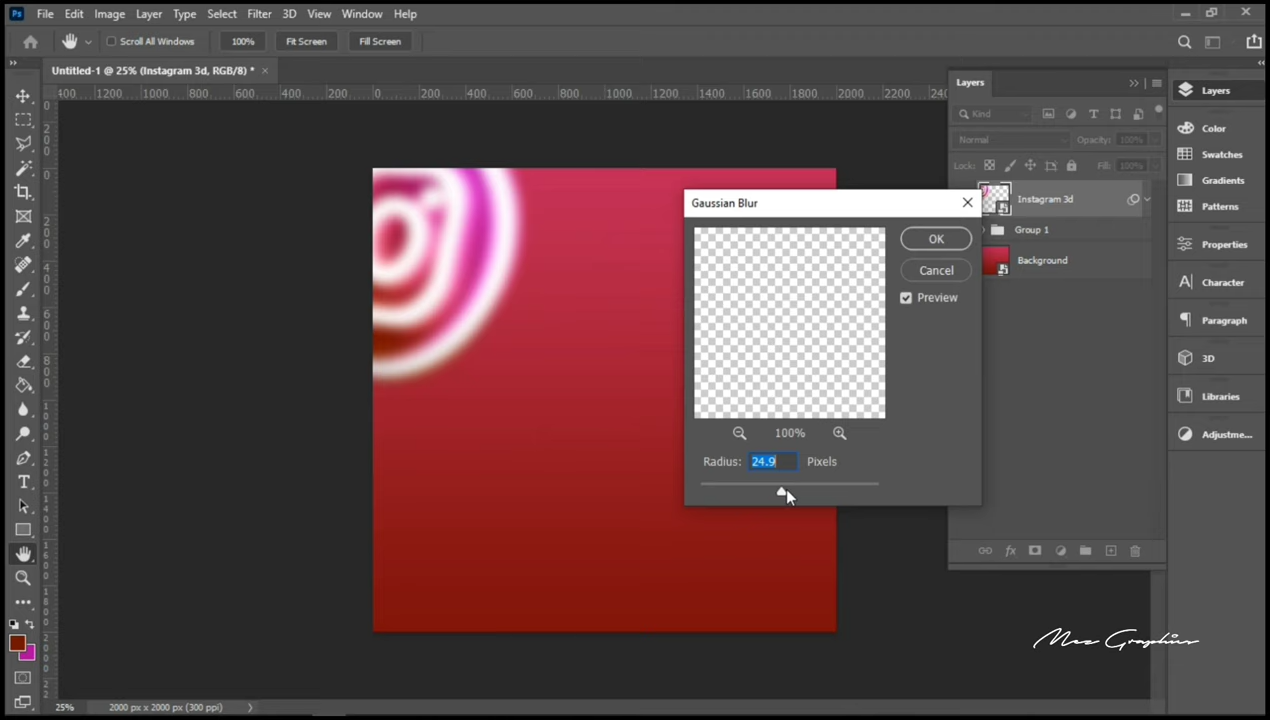 Ps File Edit Image Layer Type Select Filter 3D View Window Help
Scroll All Windows 100% Fit Screen Fill Screen
Untitled-1 @ 25% (Instagram 3d, RGB/8) *
400 1200 1000 800 600 400 200 0 200 400 600 800 1000 1200 1400 1600 1800 2000 2200 240
Layers
Kind
Normal Opacity: 100%
Lock: Fill: 100%
Instagram 3d
Group 1
Background
Layers
Color
Swatches
Gradients
Patterns
Properties
Character
Paragraph
3D
Libraries
Adjustme...
Gaussian Blur
OK
Cancel
Preview
100%
Radius: 24.9 Pixels
Mez Graphics
25% 2000 px x 2000 px (300 ppi)